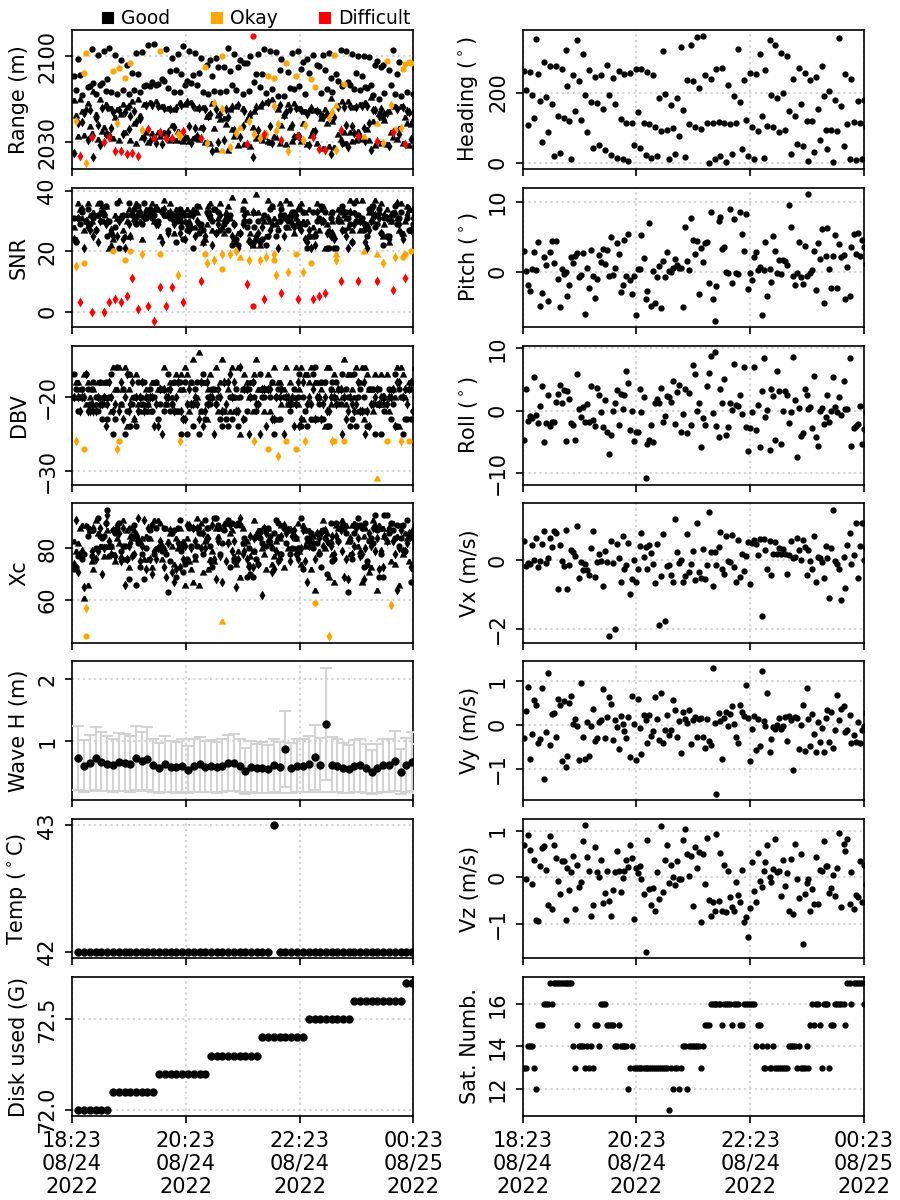 Good Okay Difficult
Range (m)
2100
2030
Heading (°)
200
0
SNR
40
20
0
Pitch (°)
10
0
DBV
−20
−30
Roll (°)
10
0
−10
Xc
80
60
Vx (m/s)
0
−2
Wave H (m)
2
1
Vy (m/s)
1
0
−1
Temp (°C)
43
42
Vz (m/s)
1
0
−1
Disk used (G)
72.5
72.0
Sat. Numb.
16
14
12
18:23 20:23 22:23 00:23
08/24 08/24 08/24 08/25
2022 2022 2022 2022
18:23 20:23 22:23 00:23
08/24 08/24 08/24 08/25
2022 2022 2022 2022